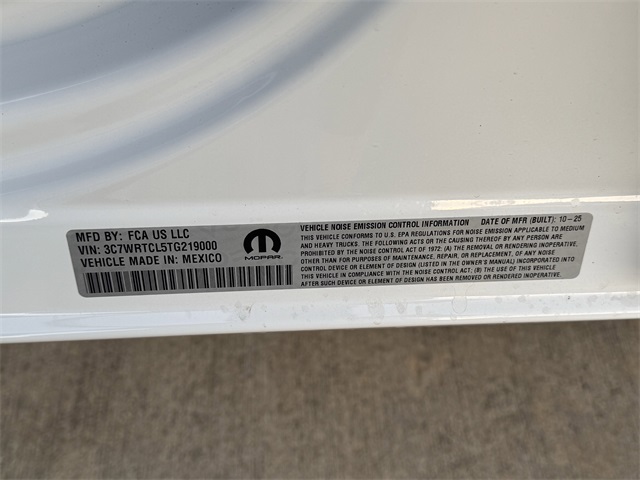 MFD BY: FCA US LLC
VIN: 3C7WRTCL5TG219000
VEHICLE MADE IN: MEXICO
MOPAR.
VEHICLE NOISE EMISSION CONTROL INFORMATION DATE OF MFR (BUILT): 10-25
THIS VEHICLE CONFORMS TO U.S. EPA REGULATIONS FOR NOISE EMISSION APPLICABLE TO MEDIUM
AND HEAVY TRUCKS. THE FOLLOWING ACTS OR THE CAUSING THEREOF BY ANY PERSON ARE
PROHIBITED BY THE NOISE CONTROL ACT OF 1972: (A) THE REMOVAL OR RENDERING INOPERATIVE,
OTHER THAN FOR PURPOSES OF MAINTENANCE, REPAIR, OR REPLACEMENT, OF ANY NOISE
CONTROL DEVICE OR ELEMENT OF DESIGN (LISTED IN THE OWNER'S MANUAL) INCORPORATED INTO
THIS VEHICLE IN COMPLIANCE WITH THE NOISE CONTROL ACT; (B) THE USE OF THIS VEHICLE
AFTER SUCH DEVICE OR ELEMENT OF DESIGN HAS BEEN REMOVED OR RENDERED INOPERATIVE.